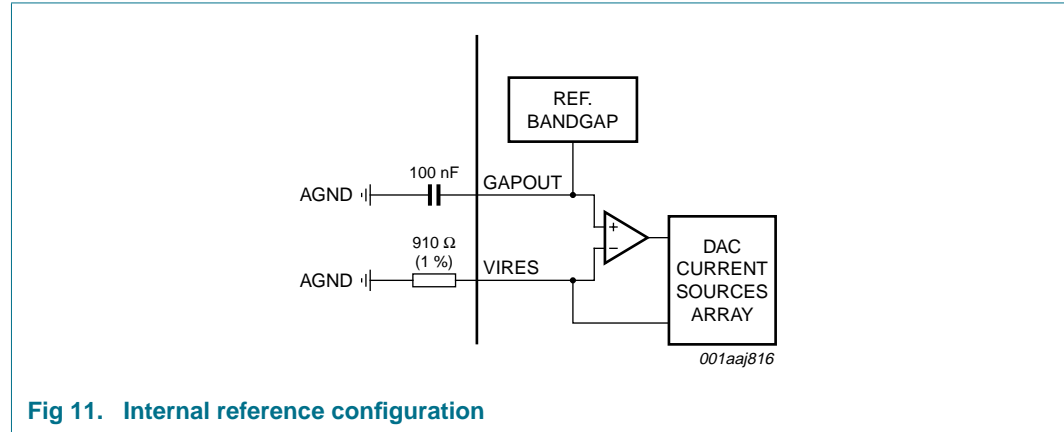 REF.
BANDGAP
100 nF
GAPOUT
AGND
+
−
910 Ω
(1 %)
VIRES
AGND
DAC
CURRENT
SOURCES
ARRAY
001aaj816
Fig 11. Internal reference configuration